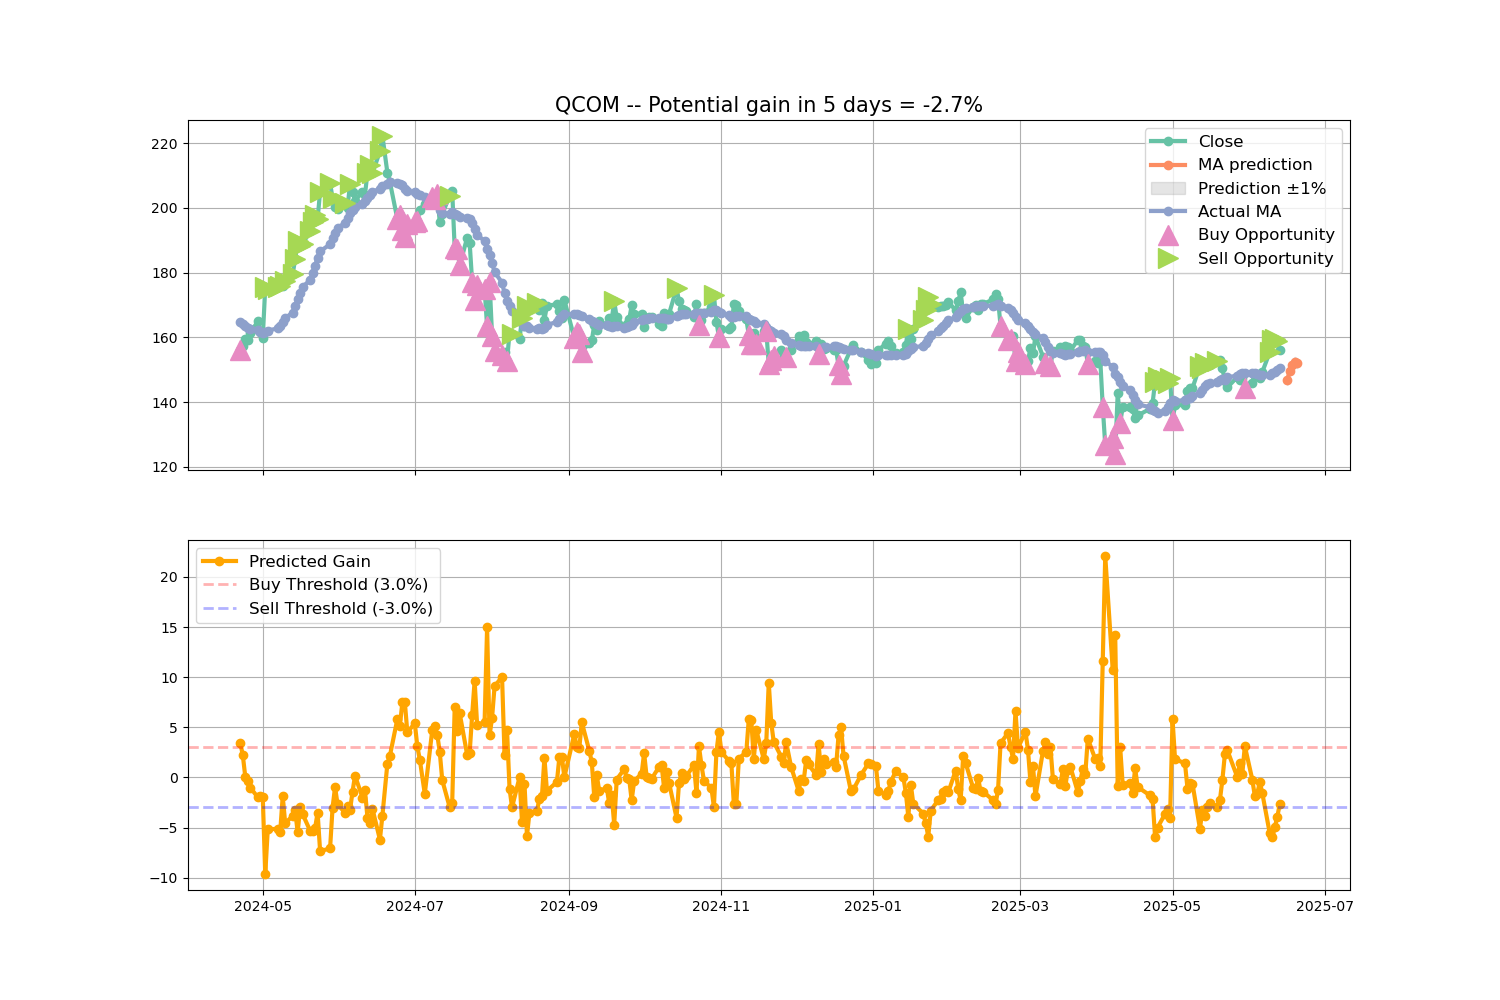 QCOM -- Potential gain in 5 days = -2.7%
220
200
180
160
140
120
Close
MA prediction
Prediction ±1%
Actual MA
Buy Opportunity
Sell Opportunity
20
15
10
5
0
−5
−10
Predicted Gain
Buy Threshold (3.0%)
Sell Threshold (-3.0%)
2024-05 2024-07 2024-09 2024-11 2025-01 2025-03 2025-05 2025-07